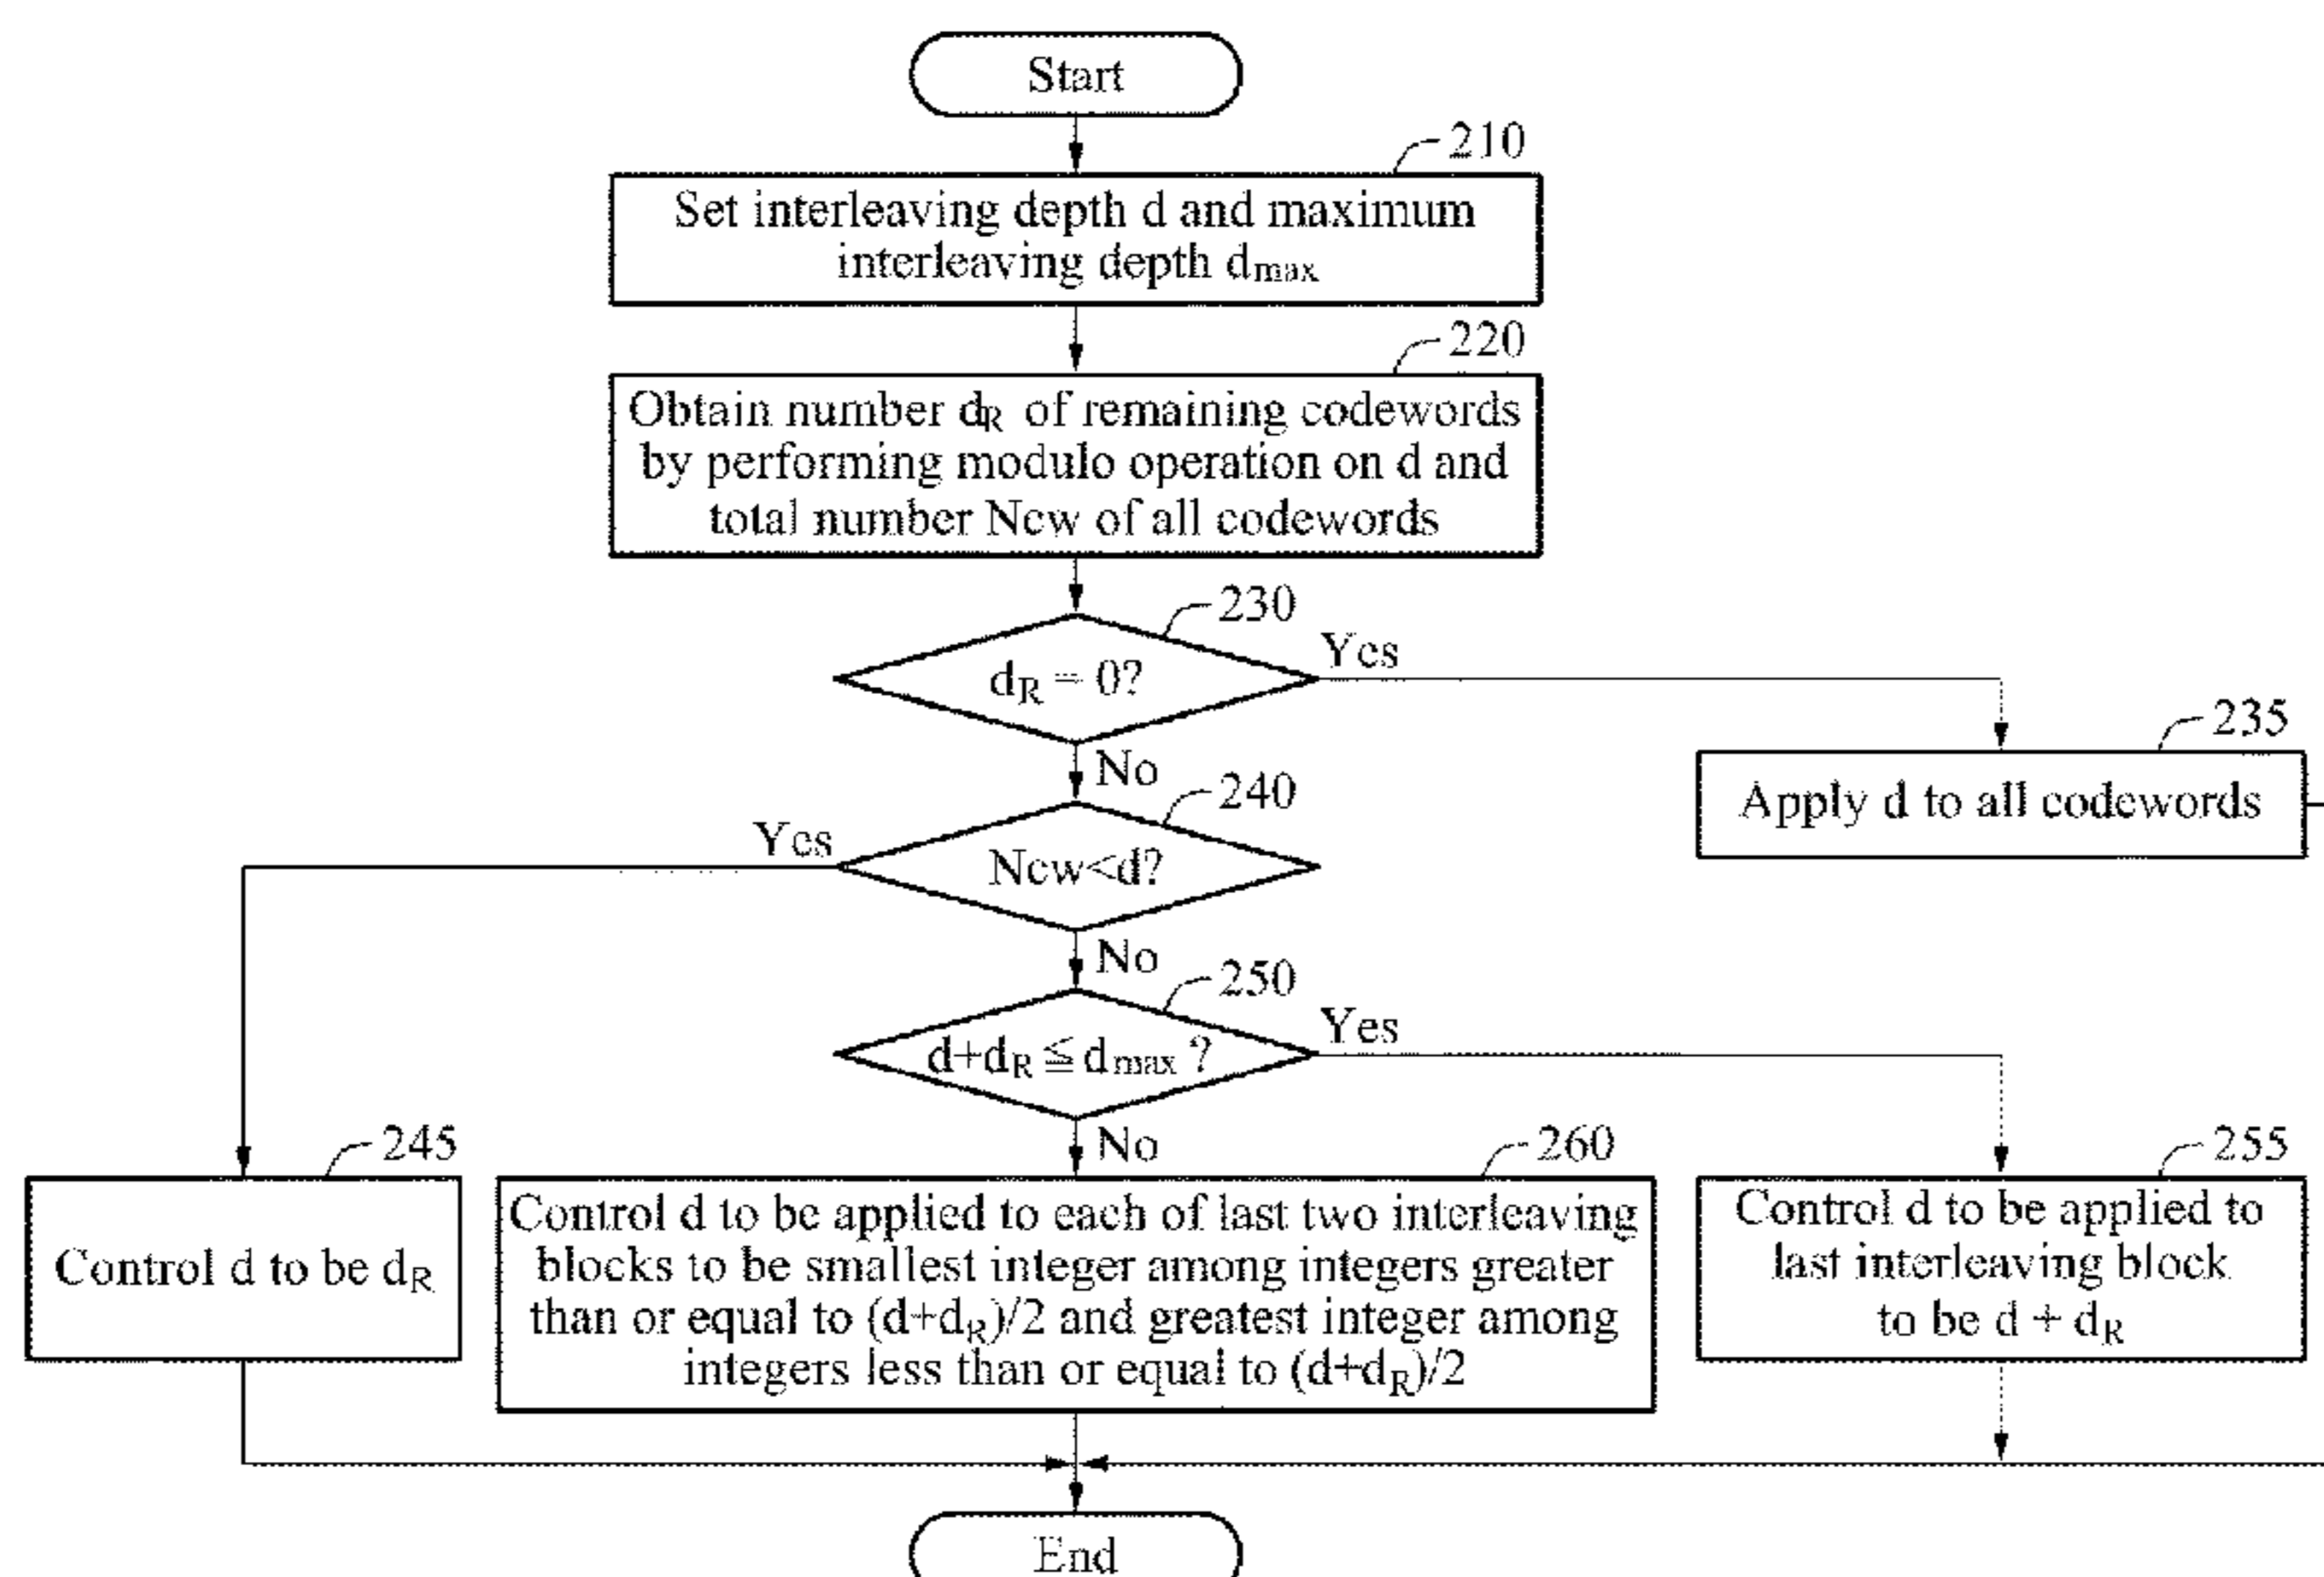 Start
210
Set interleaving depth d and maximum
interleaving depth dmax
220
Obtain number dR of remaining codewords
by performing modulo operation on d and
total number Ncw of all codewords
230
dR = 0?
Yes
No
235
Apply d to all codewords
240
Ncw<d?
Yes
No
250
d+dR ≦ dmax ?
Yes
No
245
Control d to be dR
260
Control d to be applied to each of last two interleaving
blocks to be smallest integer among integers greater
than or equal to (d+dR)/2 and greatest integer among
integers less than or equal to (d+dR)/2
255
Control d to be applied to
last interleaving block
to be d + dR
End